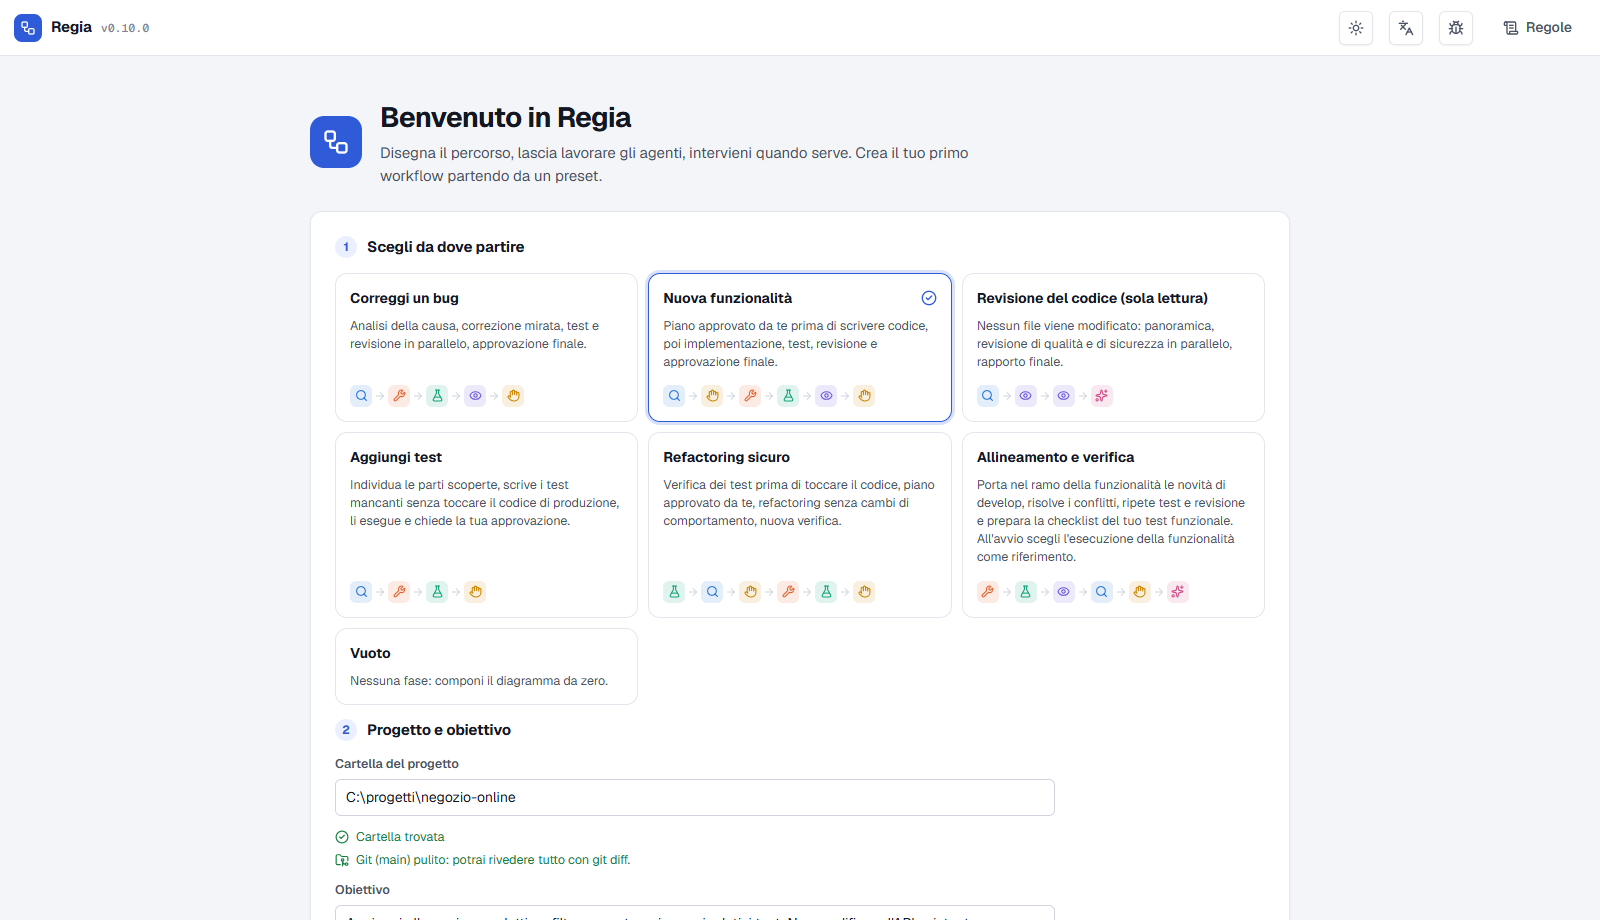 Regia v0.10.0
Regole
Benvenuto in Regia
Disegna il percorso, lascia lavorare gli agenti, intervieni quando serve. Crea il tuo primo
workflow partendo da un preset.
1 Scegli da dove partire
Correggi un bug
Analisi della causa, correzione mirata, test e
revisione in parallelo, approvazione finale.
Nuova funzionalità
Piano approvato da te prima di scrivere codice,
poi implementazione, test, revisione e
approvazione finale.
Revisione del codice (sola lettura)
Nessun file viene modificato: panoramica,
revisione di qualità e di sicurezza in parallelo,
rapporto finale.
Aggiungi test
Individua le parti scoperte, scrive i test
mancanti senza toccare il codice di produzione,
li esegue e chiede la tua approvazione.
Refactoring sicuro
Verifica dei test prima di toccare il codice, piano
approvato da te, refactoring senza cambi di
comportamento, nuova verifica.
Allineamento e verifica
Porta nel ramo della funzionalità le novità di
develop, risolve i conflitti, ripete test e revisione
e prepara la checklist del tuo test funzionale.
All'avvio scegli l'esecuzione della funzionalità
come riferimento.
Vuoto
Nessuna fase: componi il diagramma da zero.
2 Progetto e obiettivo
Cartella del progetto
C:\progetti\negozio-online
Cartella trovata
Git (main) pulito: potrai rivedere tutto con git diff.
Obiettivo